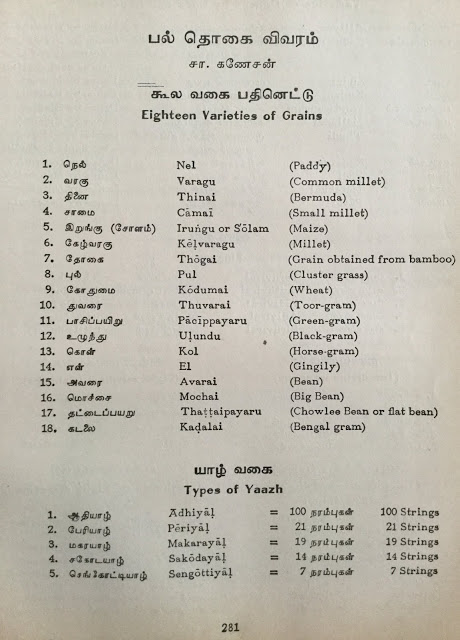 பல் தொகை விவரம்
சா. கணேசன்
கூல வகை பதினெட்டு
Eighteen Varieties of Grains
1. நெல் Nel (Paddy)
2. வரகு Varagu (Common millet)
3. தினை Thinai (Bermuda)
4. சாமை Cāmaī (Small millet)
5. இறுங்கு (சோளம்) Iruṅgu or Sōlam (Maize)
6. கேழ்வரகு Kēḷvaragu (Millet)
7. தோகை Thōgai (Grain obtained from bamboo)
8. புல் Pul (Cluster grass)
9. கோதுமை Kōdumai (Wheat)
10. துவரை Thuvarai (Toor-gram)
11. பாசிப்பயிறு Pācīppayaru (Green-gram)
12. உழுந்து Uḷundu (Black-gram)
13. கொள் Kol (Horse-gram)
14. எள் El (Gingily)
15. அவரை Avarai (Bean)
16. மொச்சை Mochai (Big Bean)
17. தட்டைப்பயறு Thaṭṭaipayaru (Chowlee Bean or flat bean)
18. கடலை Kaḍalai (Bengal gram)
யாழ் வகை
Types of Yaazh
1. ஆதியாழ் Ādhiyāḷ = 100 நரம்புகள் 100 Strings
2. பேரியாழ் Pēriyāḷ = 21 நரம்புகள் 21 Strings
3. மகரயாழ் Makarayāḷ = 19 நரம்புகள் 19 Strings
4. சகோடயாழ் Sakōdayāḷ = 14 நரம்புகள் 14 Strings
5. செங்கோட்டியாழ் Sengōttiyāḷ = 7 நரம்புகள் 7 Strings
281